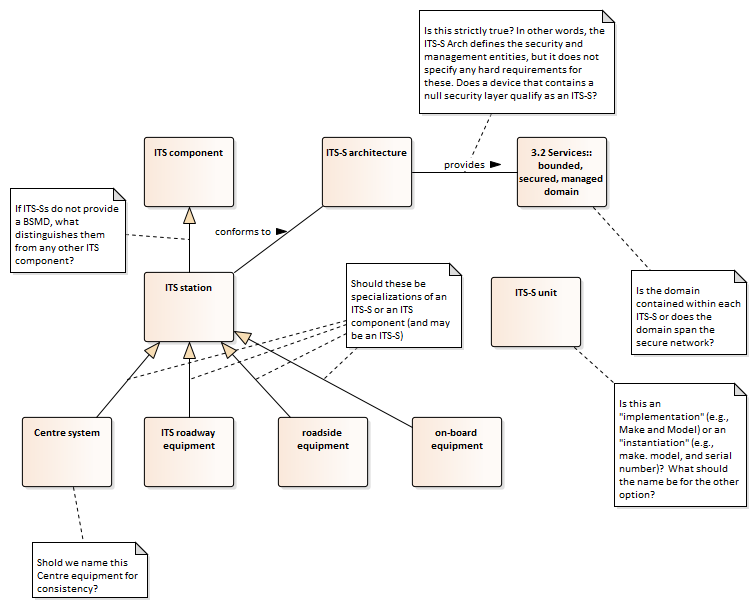 Is this strictly true? In other words, the
ITS-S Arch defines the security and
management entities, but it does not
specify any hard requirements for
these. Does a device that contains a
null security layer qualify as an ITS-S?
ITS component
ITS-S architecture
provides
3.2 Services::
bounded,
secured, managed
domain
If ITS-Ss do not provide
a BSMD, what
distinguishes them
from any other ITS
component?
conforms to
ITS station
Should these be
specializations of an
ITS-S or an ITS
component (and may
be an ITS-S)
ITS-S unit
Is the domain
contained within each
ITS-S or does the
domain span the
secure network?
Is this an
"implementation" (e.g.,
Make and Model) or an
"instantiation" (e.g.,
make. model, and serial
number)?  What should
the name be for the other
option?
Centre system
ITS roadway
equipment
roadside
equipment
on-board
equipment
Shold we name this
Centre equipment for
consistency?